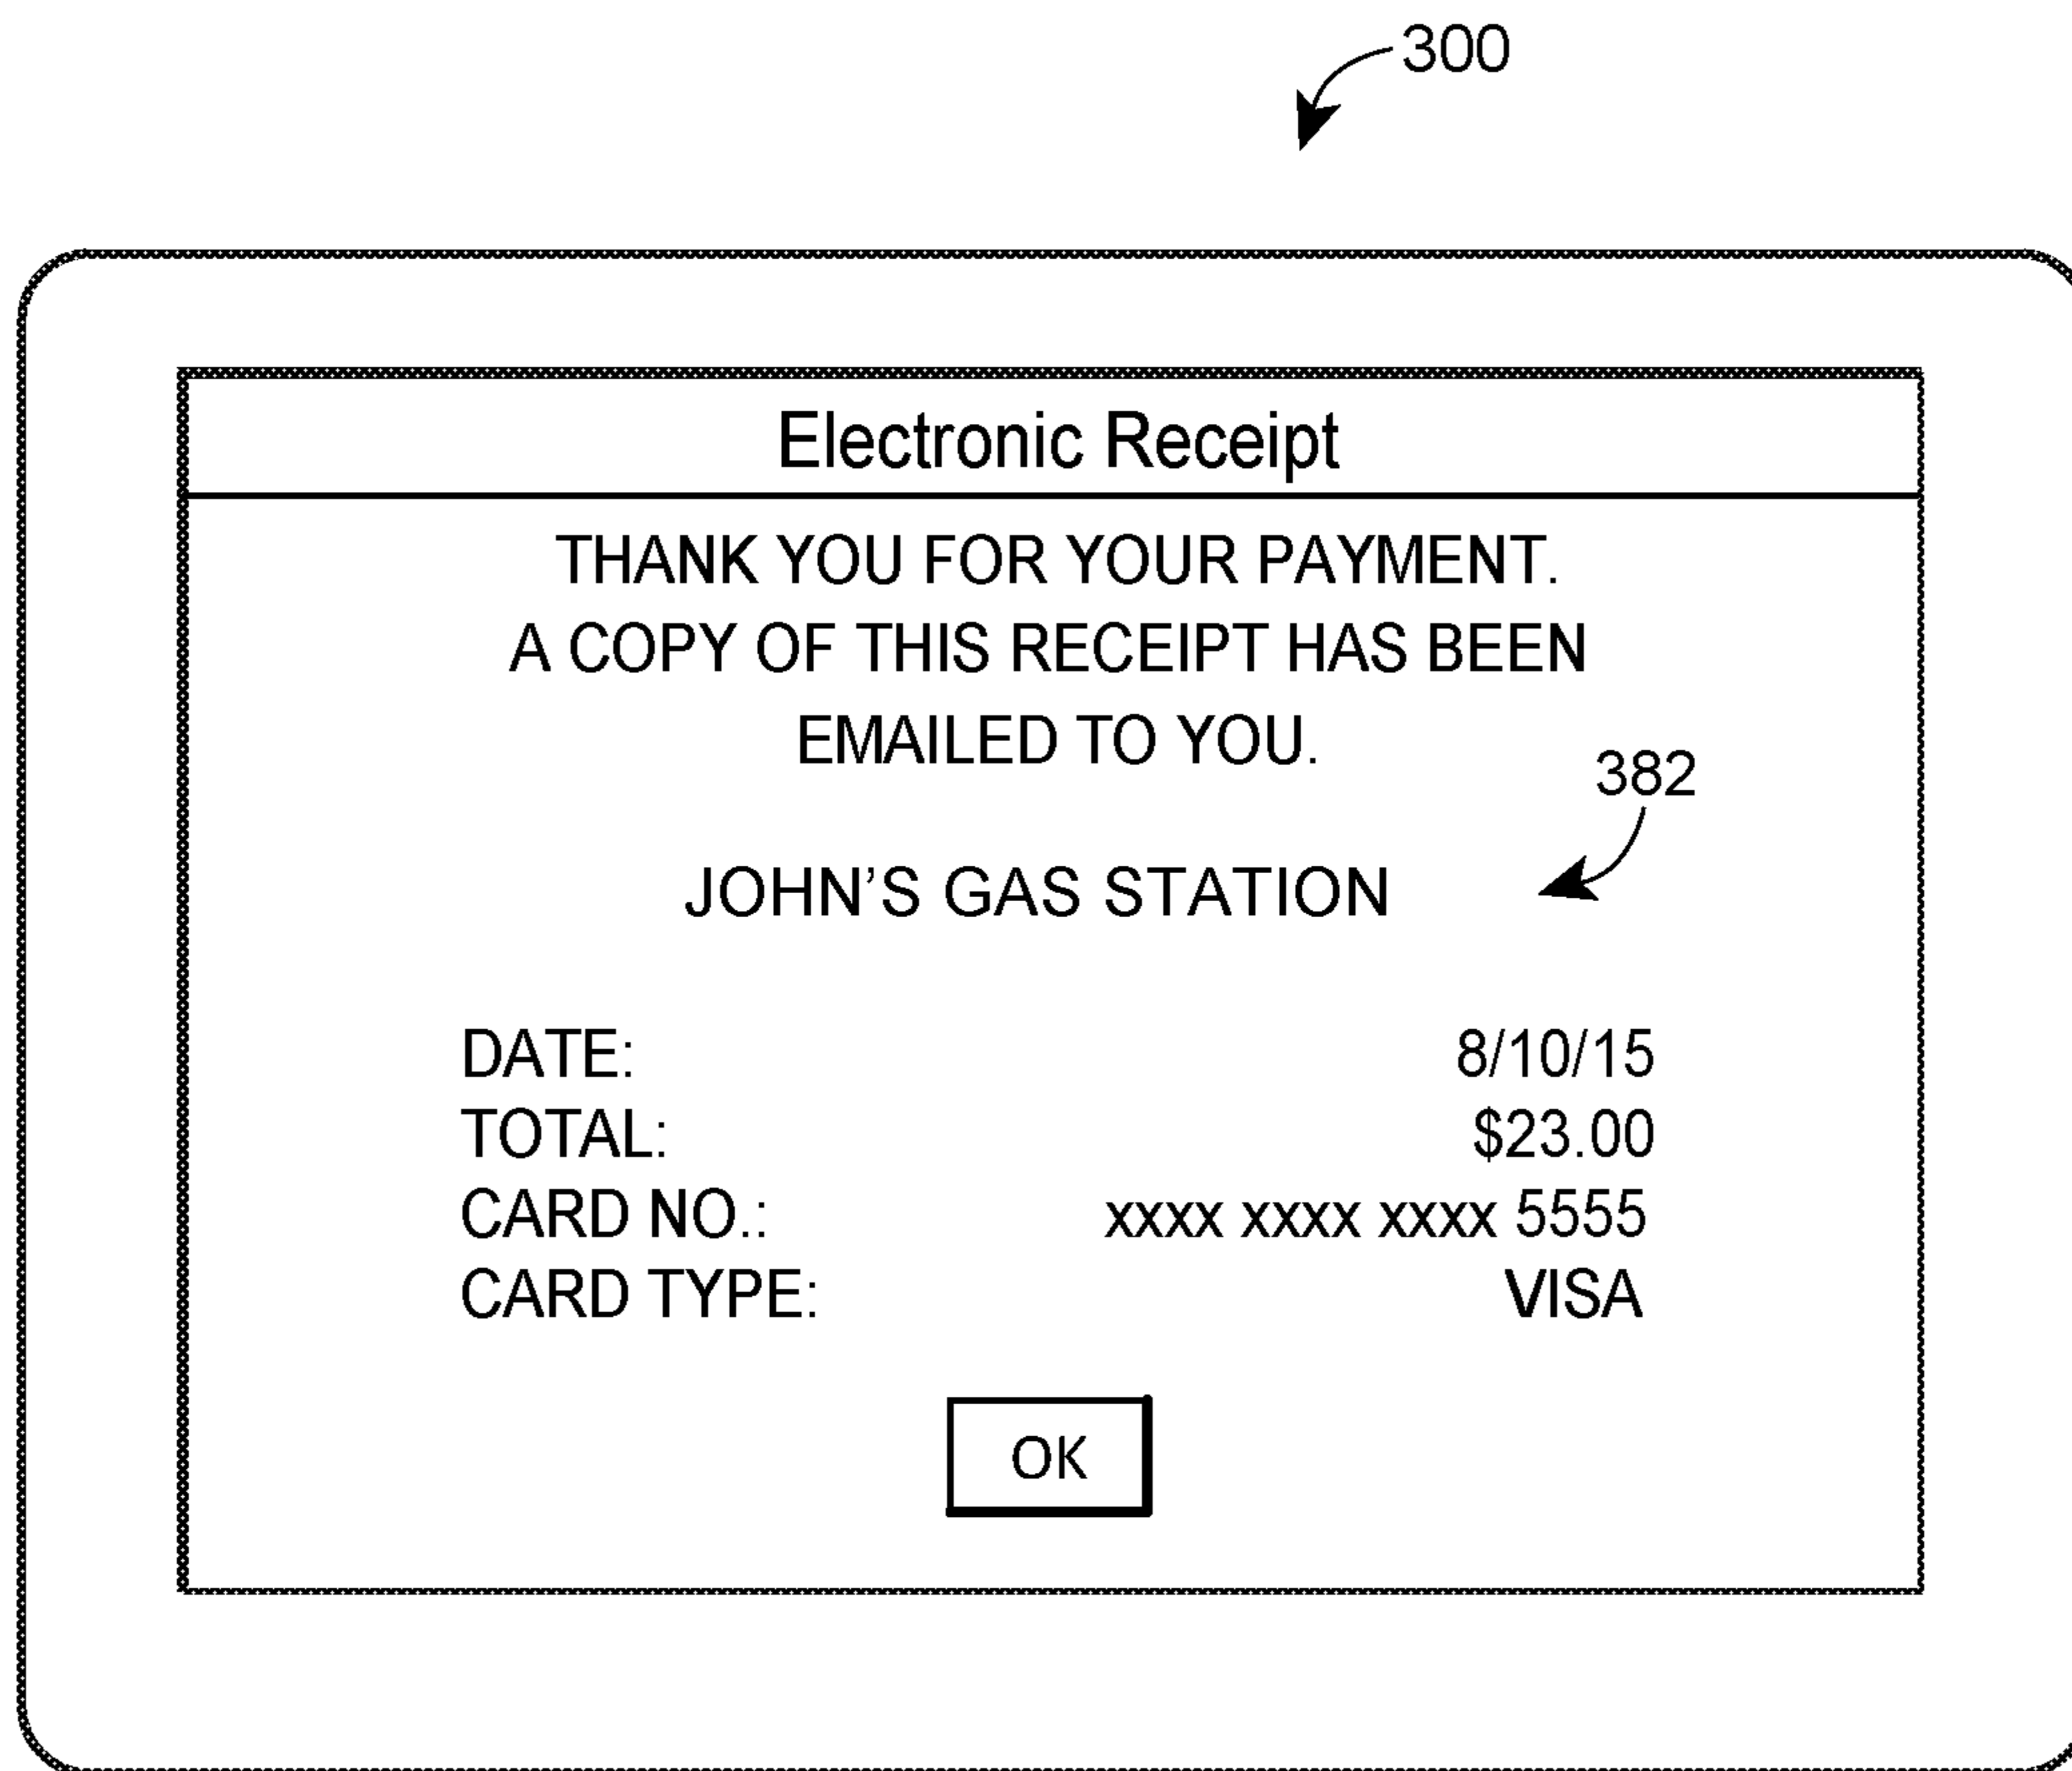 300
Electronic Receipt
THANK YOU FOR YOUR PAYMENT.
A COPY OF THIS RECEIPT HAS BEEN
EMAILED TO YOU.
382
JOHN'S GAS STATION
DATE: 8/10/15
TOTAL: $23.00
CARD NO.: xxxx xxxx xxxx 5555
CARD TYPE: VISA
OK